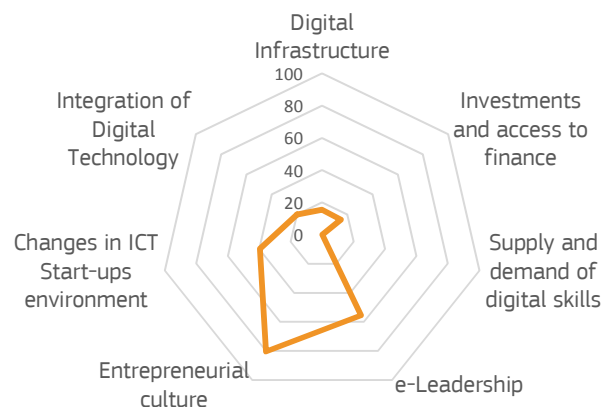 Digital
Infrastructure
100
80
60
40
20
0
Investments
and access to
finance
Supply and
demand of
digital skills
e-Leadership
Entrepreneurial
culture
Changes in ICT
Start-ups
environment
Integration of
Digital
Technology